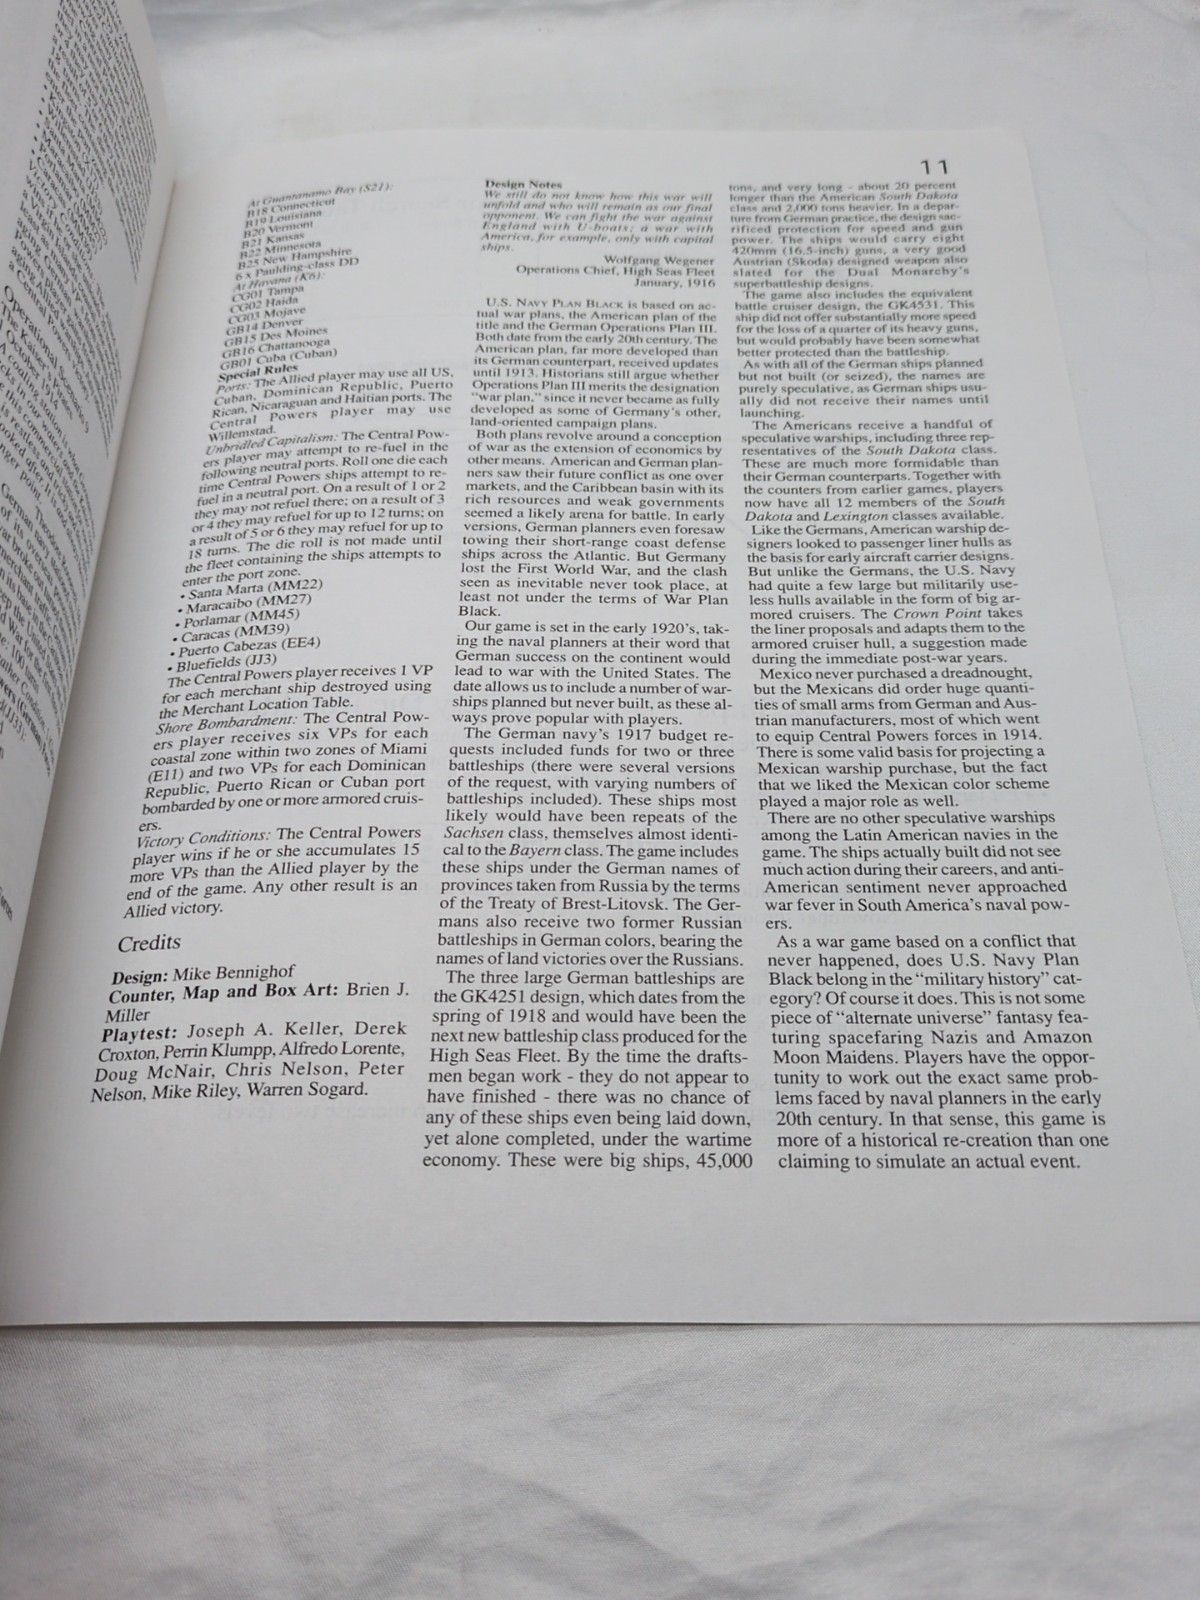 11
At Guantanamo Bay (S21):
B18 Connecticut
B19 Louisiana
B20 Vermont
B21 Kansas
B22 Minnesota
B25 New Hampshire
6 x Paulding-class DD
At Havana (K6):
CG01 Tampa
CG02 Haida
CG03 Mojave
GB14 Denver
GB15 Des Moines
GB16 Chattanooga
GB01 Cuba (Cuban)
Special Rules
Ports: The Allied player may use all US,
Cuban, Dominican Republic, Puerto
Rican, Nicaraguan and Haitian ports. The
Central Powers player may use
Willemstad.
Unbridled Capitalism: The Central Pow-
ers player may attempt to re-fuel in the
following neutral ports. Roll one die each
time Central Powers ships attempt to re-
fuel in a neutral port. On a result of 1 or 2
they may not refuel there; on a result of 3
or 4 they may refuel for up to 12 turns; on
a result of 5 or 6 they may refuel for up to
18 turns. The die roll is not made until
the fleet containing the ships attempts to
enter the port zone.
• Santa Marta (MM22)
• Maracaibo (MM27)
• Porlamar (MM45)
• Caracas (MM39)
• Puerto Cabezas (EE4)
• Bluefields (JJ3)
The Central Powers player receives 1 VP
for each merchant ship destroyed using
the Merchant Location Table.
Shore Bombardment: The Central Pow-
ers player receives six VPs for each
coastal zone within two zones of Miami
(E11) and two VPs for each Dominican
Republic, Puerto Rican or Cuban port
bombarded by one or more armored cruis-
ers.
Victory Conditions: The Central Powers
player wins if he or she accumulates 15
more VPs than the Allied player by the
end of the game. Any other result is an
Allied victory.
Credits
Design: Mike Bennighof
Counter, Map and Box Art: Brien J.
Miller
Playtest: Joseph A. Keller, Derek
Croxton, Perrin Klumpp, Alfredo Lorente,
Doug McNair, Chris Nelson, Peter
Nelson, Mike Riley, Warren Sogard.
Design Notes
We still do not know how this war will
unfold and who will remain as our final
opponent. We can fight the war against
England with U-boats; a war with
America, for example, only with capital
ships.
Wolfgang Wegener
Operations Chief, High Seas Fleet
January, 1916
U.S. NAVY PLAN BLACK is based on ac-
tual war plans, the American plan of the
title and the German Operations Plan III.
Both date from the early 20th century. The
American plan, far more developed than
its German counterpart, received updates
until 1913. Historians still argue whether
Operations Plan III merits the designation
"war plan," since it never became as fully
developed as some of Germany's other,
land-oriented campaign plans.
Both plans revolve around a conception
of war as the extension of economics by
other means. American and German plan-
ners saw their future conflict as one over
markets, and the Caribbean basin with its
rich resources and weak governments
seemed a likely arena for battle. In early
versions, German planners even foresaw
towing their short-range coast defense
ships across the Atlantic. But Germany
lost the First World War, and the clash
seen as inevitable never took place, at
least not under the terms of War Plan
Black.
Our game is set in the early 1920's, tak-
ing the naval planners at their word that
German success on the continent would
lead to war with the United States. The
date allows us to include a number of war-
ships planned but never built, as these al-
ways prove popular with players.
The German navy's 1917 budget re-
quests included funds for two or three
battleships (there were several versions
of the request, with varying numbers of
battleships included). These ships most
likely would have been repeats of the
Sachsen class, themselves almost identi-
cal to the Bayern class. The game includes
these ships under the German names of
provinces taken from Russia by the terms
of the Treaty of Brest-Litovsk. The Ger-
mans also receive two former Russian
battleships in German colors, bearing the
names of land victories over the Russians.
The three large German battleships are
the GK4251 design, which dates from the
spring of 1918 and would have been the
next new battleship class produced for the
High Seas Fleet. By the time the drafts-
men began work - they do not appear to
have finished - there was no chance of
any of these ships even being laid down,
yet alone completed, under the wartime
economy. These were big ships, 45,000
tons, and very long - about 20 percent
longer than the American South Dakota
class and 2,000 tons heavier. In a depar-
ture from German practice, the design sac-
rificed protection for speed and gun
power. The ships would carry eight
420mm (16.5-inch) guns, a very good
Austrian (Skoda) designed weapon also
slated for the Dual Monarchy's
superbattleship designs.
The game also includes the equivalent
battle cruiser design, the GK4531. This
ship did not offer substantially more speed
for the loss of a quarter of its heavy guns,
but would probably have been somewhat
better protected than the battleship.
As with all of the German ships planned
but not built (or seized), the names are
purely speculative, as German ships usu-
ally did not receive their names until
launching.
The Americans receive a handful of
speculative warships, including three rep-
resentatives of the South Dakota class.
These are much more formidable than
their German counterparts. Together with
the counters from earlier games, players
now have all 12 members of the South
Dakota and Lexington classes available.
Like the Germans, American warship de-
signers looked to passenger liner hulls as
the basis for early aircraft carrier designs.
But unlike the Germans, the U.S. Navy
had quite a few large but militarily use-
less hulls available in the form of big ar-
mored cruisers. The Crown Point takes
the liner proposals and adapts them to the
armored cruiser hull, a suggestion made
during the immediate post-war years.
Mexico never purchased a dreadnought,
but the Mexicans did order huge quanti-
ties of small arms from German and Aus-
trian manufacturers, most of which went
to equip Central Powers forces in 1914.
There is some valid basis for projecting a
Mexican warship purchase, but the fact
that we liked the Mexican color scheme
played a major role as well.
There are no other speculative warships
among the Latin American navies in the
game. The ships actually built did not see
much action during their careers, and anti-
American sentiment never approached
war fever in South America's naval pow-
ers.
As a war game based on a conflict that
never happened, does U.S. Navy Plan
Black belong in the "military history" cat-
egory? Of course it does. This is not some
piece of "alternate universe" fantasy fea-
turing spacefaring Nazis and Amazon
Moon Maidens. Players have the oppor-
tunity to work out the exact same prob-
lems faced by naval planners in the early
20th century. In that sense, this game is
more of a historical re-creation than one
claiming to simulate an actual event.